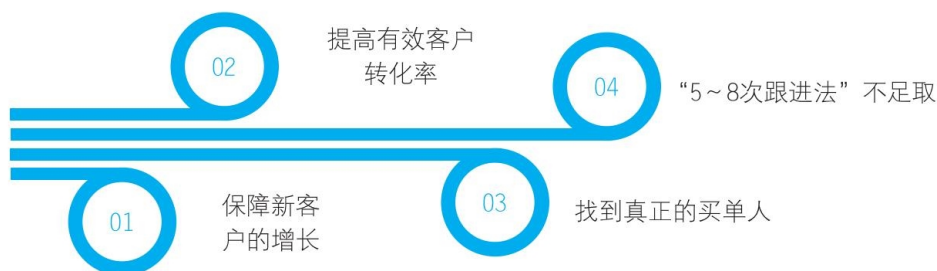 01
保障新客
户的增长
02
提高有效客户
转化率
03
找到真正的买单人
04
“5～8次跟进法”不足取